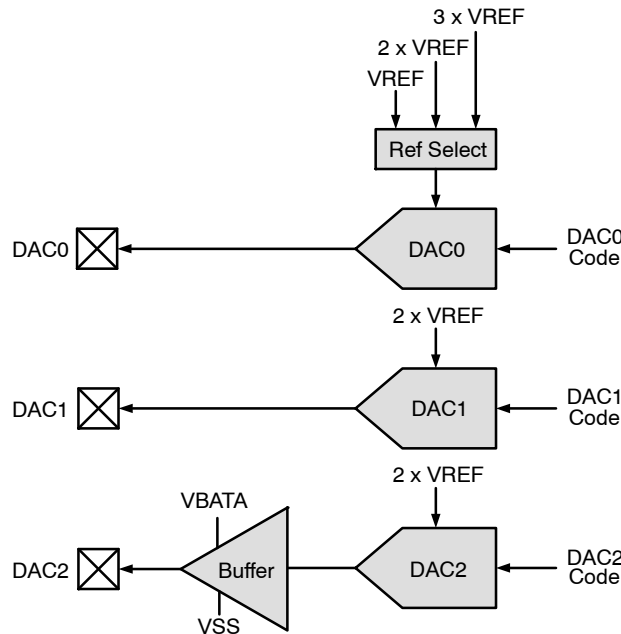 3 x VREF
2 x VREF
VREF
Ref Select
DAC0
DAC0
DAC0
Code
2 x VREF
DAC1
DAC1
DAC1
Code
2 x VREF
VBATA
DAC2
Buffer
DAC2
DAC2
Code
VSS